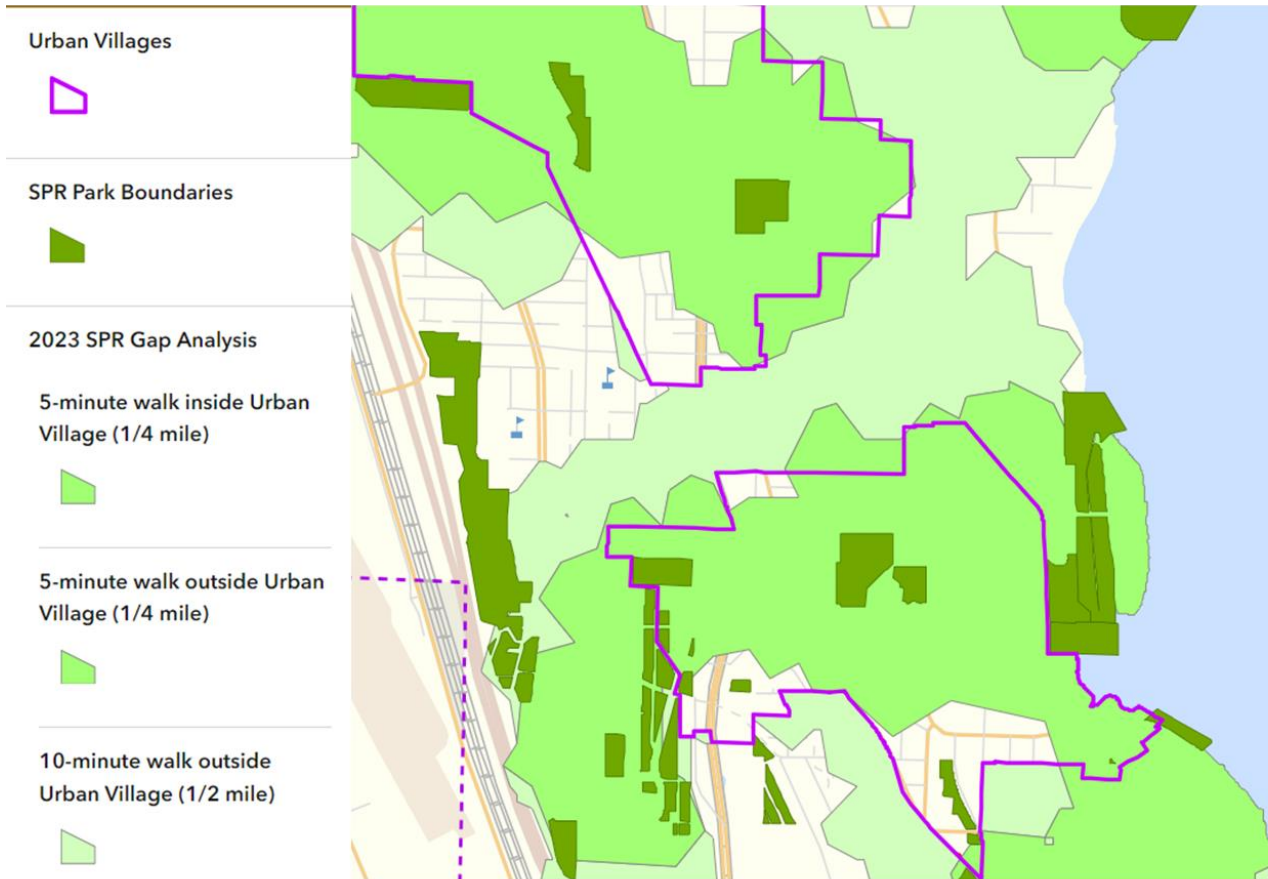 Urban Villages
SPR Park Boundaries
2023 SPR Gap Analysis
5-minute walk inside Urban
Village (1/4 mile)
5-minute walk outside Urban
Village (1/4 mile)
10-minute walk outside
Urban Village (1/2 mile)